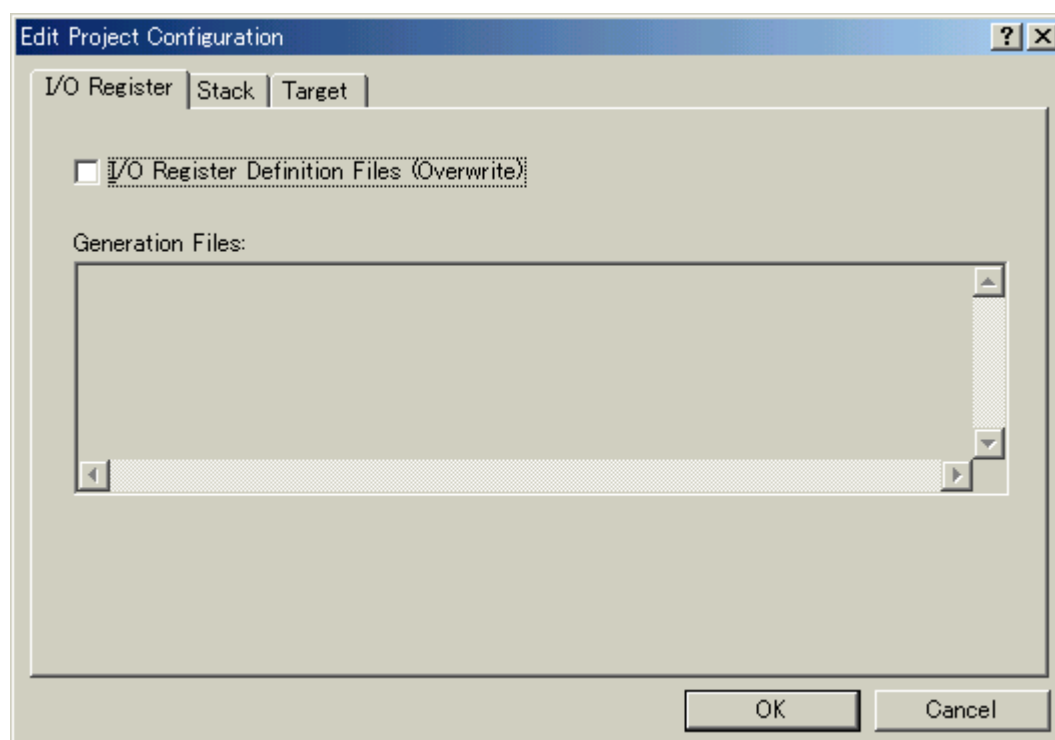 Edit Project Configuration
I/O Register Stack Target
I/O Register Definition Files (Overwrite)
Generation Files:
OK Cancel